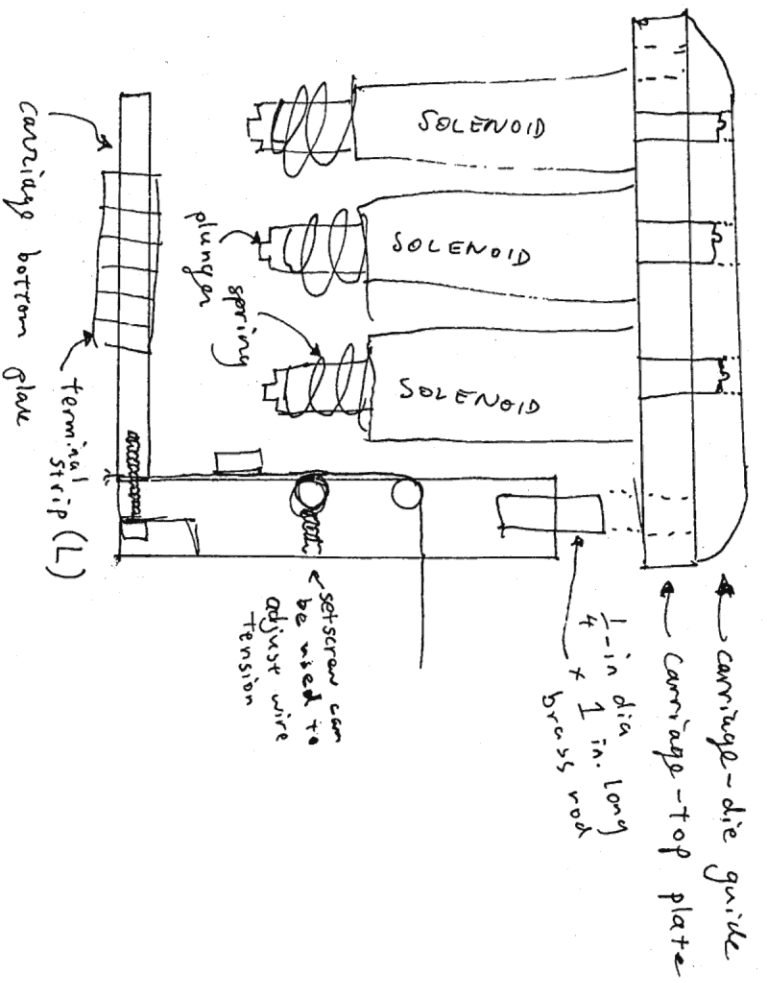 SOLENOID
SOLENOID
SOLENOID
carriage bottom plate
plunger
spring
terminal
strip (L)
setscrew can
be used to
adjust wire
tension
1/4-in dia
x 1 in. long
brass rod
carriage-top plate
carriage-die guide